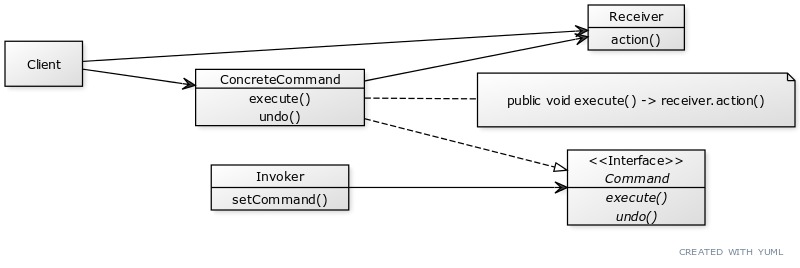 Client
ConcreteCommand
execute()
undo()
Receiver
action()
public void execute() -> receiver.action()
Invoker
setCommand()
<<Interface>>
Command
execute()
undo()
CREATED WITH YUML